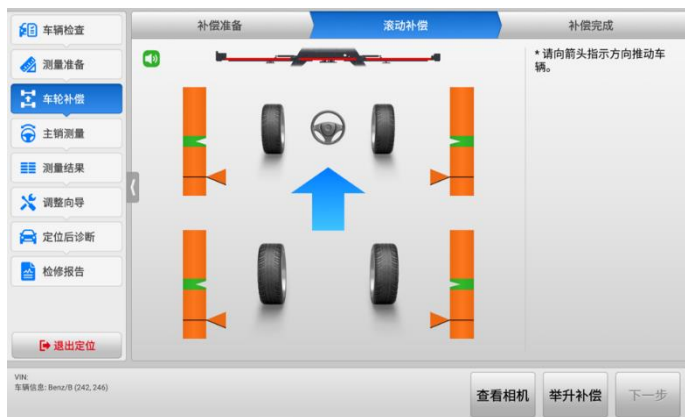 车辆检查
测量准备
车轮补偿
主销测量
测量结果
调整向导
定位后诊断
检修报告
退出定位
补偿准备
滚动补偿
补偿完成
*请向箭头指示方向推动车
辆。
VIN:
车辆信息: Benz/B (242, 246)
查看相机
举升补偿
下一步